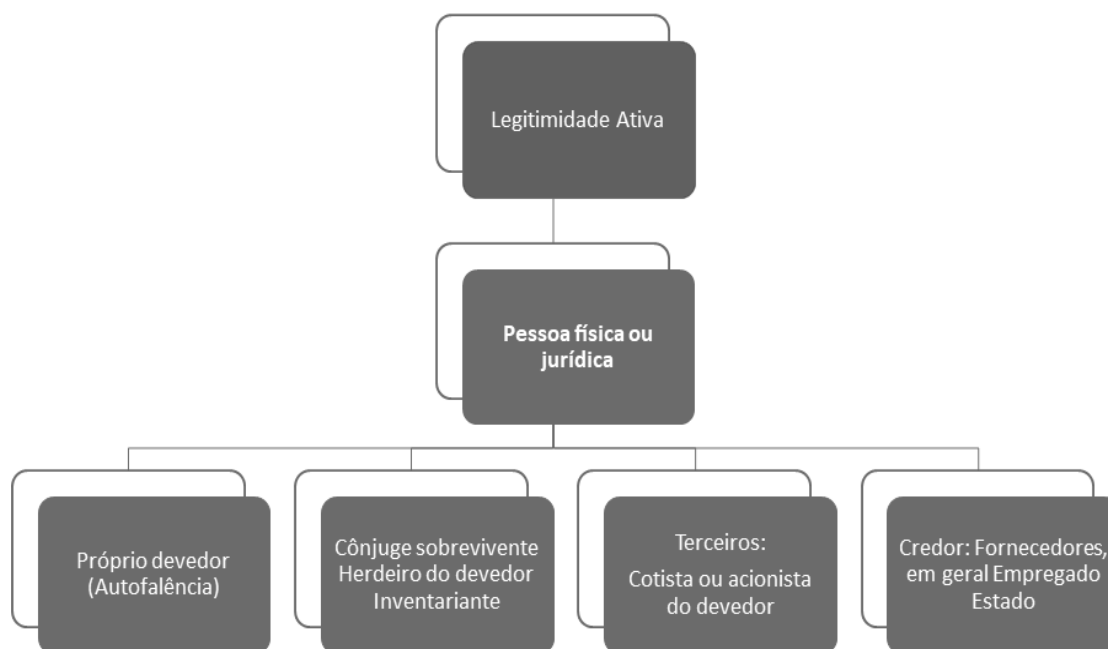 Legitimidade Ativa
Pessoa física ou
jurídica
Próprio devedor
(Autofalência)
Cônjuge sobrevivente
Herdeiro do devedor
Inventariante
Terceiros:
Cotista ou acionista
do devedor
Credor: Fornecedores,
em geral Empregado
Estado